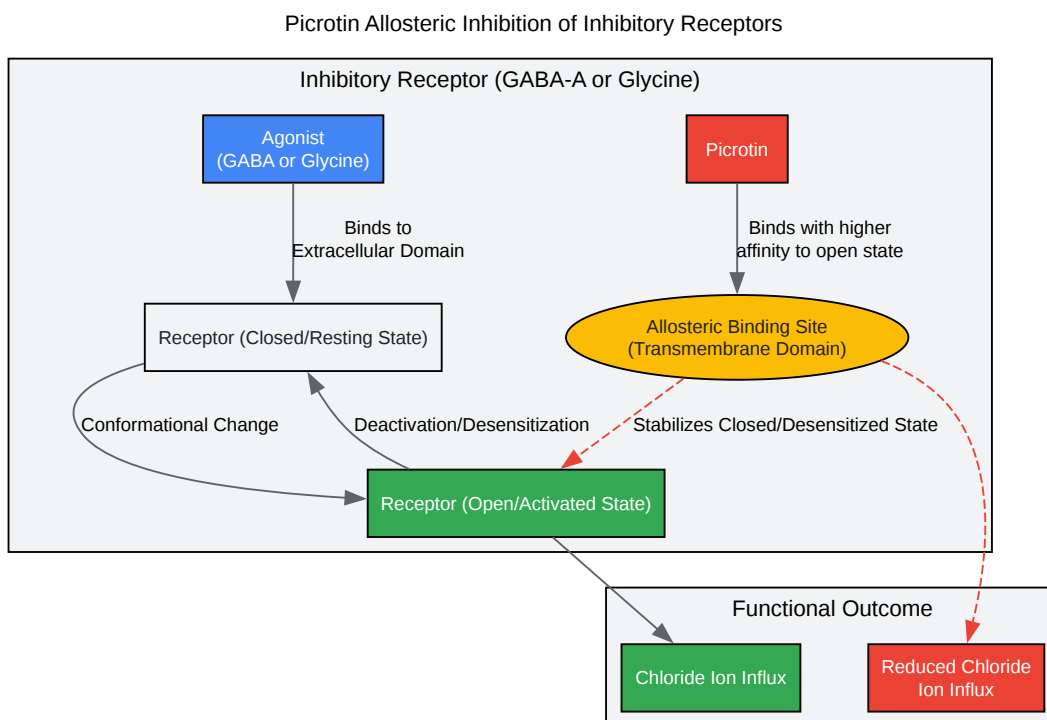 Picrotin Allosteric Inhibition of Inhibitory Receptors
Inhibitory Receptor (GABA-A or Glycine)
Agonist
(GABA or Glycine)
Picrotin
Binds to
Extracellular Domain
Binds with higher
affinity to open state
Receptor (Closed/Resting State)
Allosteric Binding Site
(Transmembrane Domain)
Conformational Change
Deactivation/Desensitization
Stabilizes Closed/Desensitized State
Receptor (Open/Activated State)
Functional Outcome
Chloride Ion Influx
Reduced Chloride
Ion Influx